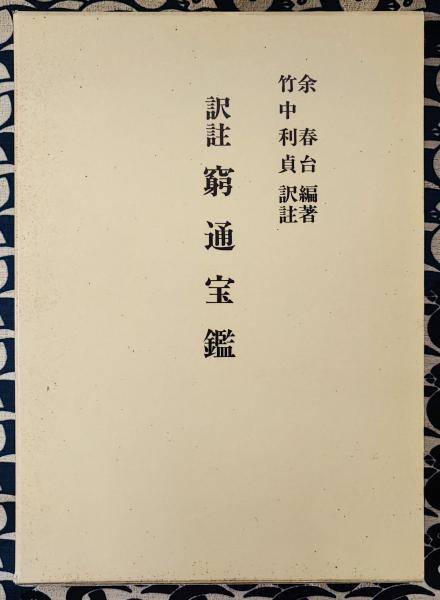 余春台 編著
竹中利貞 訳註
訳註 窮通宝鑑